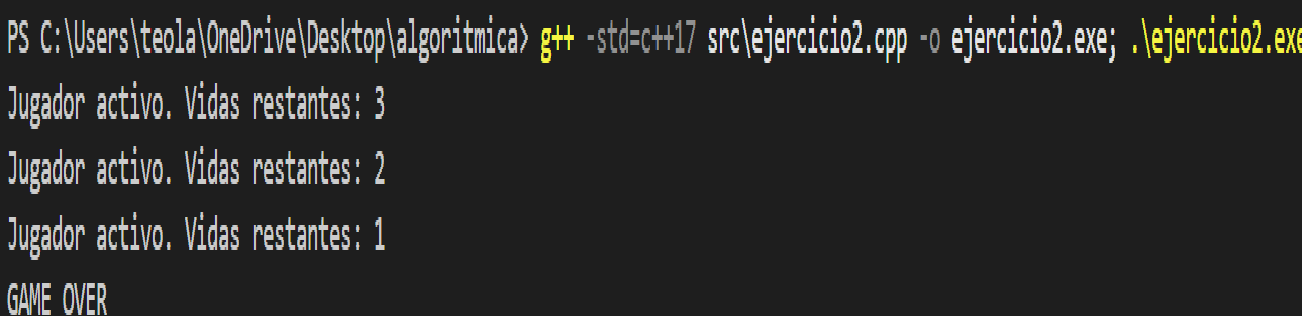 PS C:\Users\teola\OneDrive\Desktop\algoritmica> g++ -std=c++17 src\ejercicio2.cpp -o ejercicio2.exe; .\ejercicio2.exe
Jugador activo. Vidas restantes: 3
Jugador activo. Vidas restantes: 2
Jugador activo. Vidas restantes: 1
GAME OVER